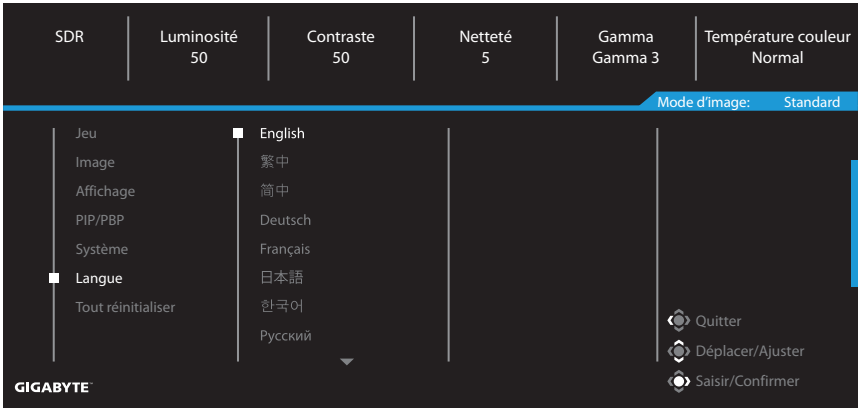 SDR
Luminosité
50
Contraste
50
Netteté
5
Gamma
Gamma 3
Température couleur
Normal
Mode d'image: Standard
Jeu
Image
Affichage
PIP/PBP
Système
Langue
Tout réinitialiser
English
繁中
简中
Deutsch
Français
日本語
한국어
Русский
Quitter
Déplacer/Ajuster
Saisir/Confirmer
GIGABYTE™